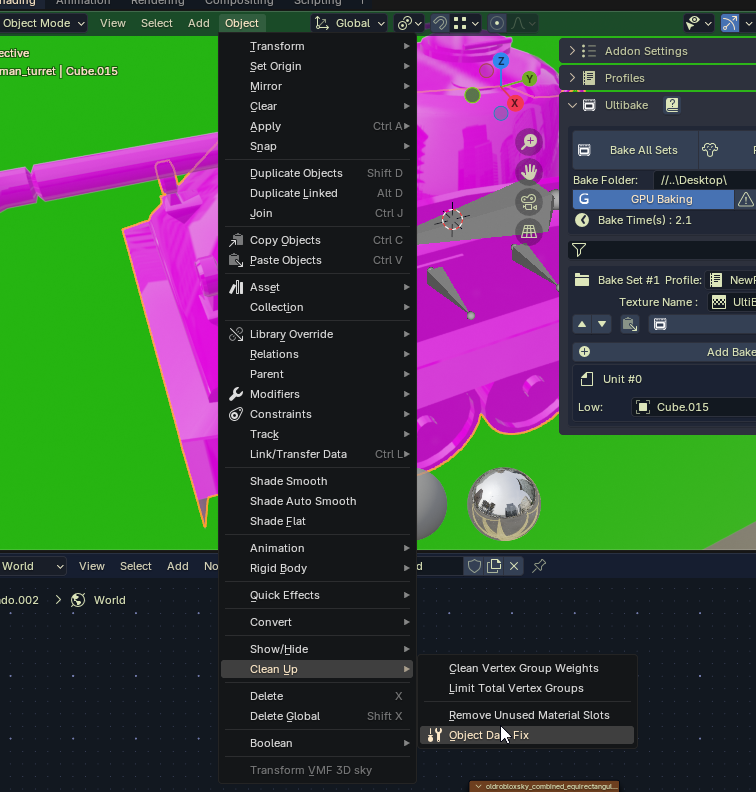 Animation
Rendering
Compositing
Scripting
Object Mode
View
Select
Add
Object
Global
ective
man_turret | Cube.015
Z
Y
X
Transform
Set Origin
Mirror
Clear
Apply Ctrl A
Snap
Duplicate Objects Shift D
Duplicate Linked Alt D
Join Ctrl J
Copy Objects Ctrl C
Paste Objects Ctrl V
Asset
Collection
Library Override
Relations
Parent
Modifiers
Constraints
Track
Link/Transfer Data Ctrl L
Shade Smooth
Shade Auto Smooth
Shade Flat
Animation
Rigid Body
Quick Effects
Convert
Show/Hide
Clean Up
Delete X
Delete Global Shift X
Boolean
Transform VMF 3D sky
Clean Vertex Group Weights
Limit Total Vertex Groups
Remove Unused Material Slots
Object Da Fix
Addon Settings
Profiles
Ultibake
Bake All Sets
Bake Folder: //..\Desktop\
G GPU Baking
Bake Time(s) : 2.1
Bake Set #1 Profile: NewF
Texture Name : UltiB
Add Bake
Unit #0
Low: Cube.015
World
View
Select
Add
No
d
do.002 > World
oldrobloxsky_combined_equirectangul...